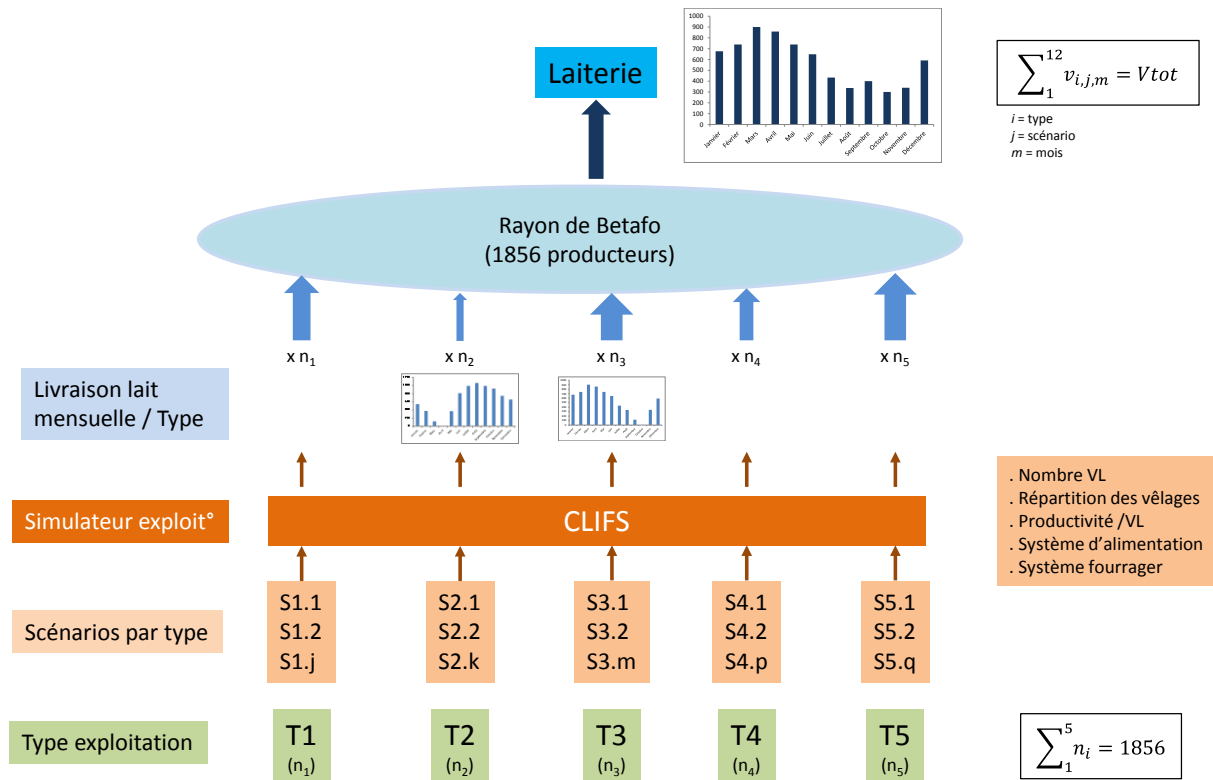 Laiterie
1000
900
800
700
600
500
400
300
200
100
0
Janvier Février Mars Avril Mai Juin Juillet Août Septembre Octobre Novembre Décembre
∑₁¹² vᵢ,ⱼ,ₘ = Vtot
i = type
j = scénario
m = mois
Rayon de Betafo
(1856 producteurs)
x n₁ x n₂ x n₃ x n₄ x n₅
Livraison lait
mensuelle / Type
Simulateur exploit°
CLIFS
. Nombre VL
. Répartition des vêlages
. Productivité /VL
. Système d'alimentation
. Système fourrager
Scénarios par type
S1.1 S2.1 S3.1 S4.1 S5.1
S1.2 S2.2 S3.2 S4.2 S5.2
S1.j S2.k S3.m S4.p S5.q
Type exploitation
T1 T2 T3 T4 T5
(n₁) (n₂) (n₃) (n₄) (n₅)
∑₁⁵ nᵢ = 1856